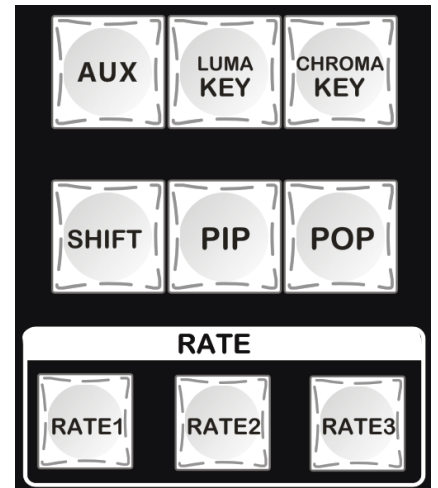 AUX
LUMA
KEY
CHROMA
KEY
SHIFT
PIP
POP
RATE
RATE1
RATE2
RATE3